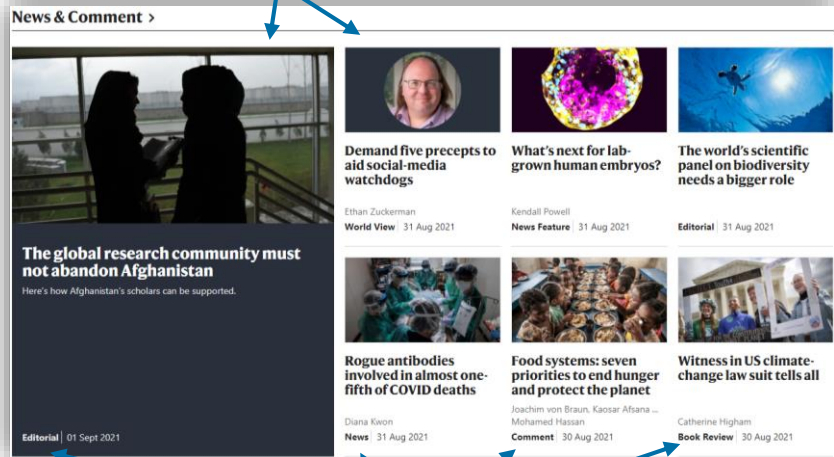 News & Comment >
The global research community must
not abandon Afghanistan
Here's how Afghanistan's scholars can be supported.
Editorial | 01 Sept 2021
Demand five precepts to
aid social-media
watchdogs
Ethan Zuckerman
World View | 31 Aug 2021
What's next for lab-
grown human embryos?
Kendall Powell
News Feature | 31 Aug 2021
The world's scientific
panel on biodiversity
needs a bigger role
Editorial | 31 Aug 2021
Rogue antibodies
involved in almost one-
fifth of COVID deaths
Diana Kwon
News | 31 Aug 2021
Food systems: seven
priorities to end hunger
and protect the planet
Joachim von Braun, Kaosar Afsana ...
Mohamed Hassan
Comment | 30 Aug 2021
Witness in US climate-
change law suit tells all
Catherine Higham
Book Review | 30 Aug 2021